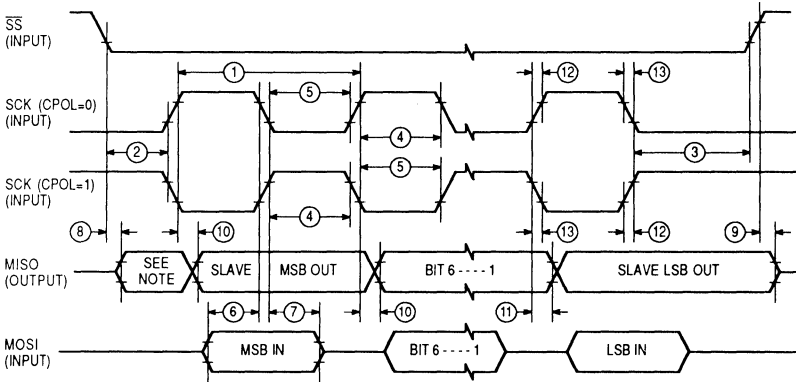 SS
(INPUT)
1
12
13
SCK (CPOL=0)
(INPUT)
5
4
2
3
SCK (CPOL=1)
(INPUT)
5
4
8
10
13
12
9
MISO
(OUTPUT)
SEE
NOTE
SLAVE
MSB OUT
BIT 6 - - - - 1
SLAVE LSB OUT
6
7
10
11
MOSI
(INPUT)
MSB IN
BIT 6 - - - - 1
LSB IN